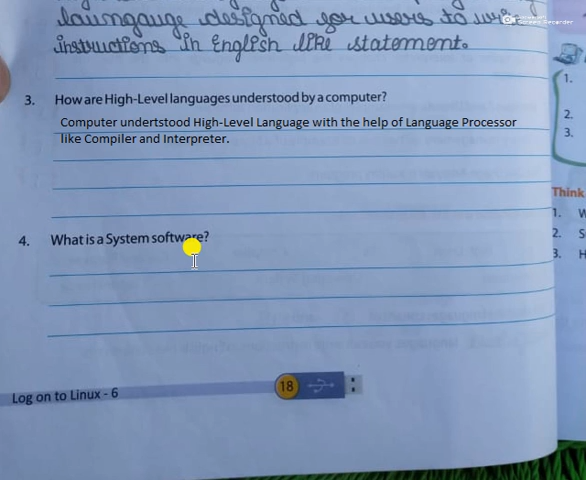 laungauge designed for users to
instructions in English like statement.
3. How are High-Level languages understood by a computer?
Computer undertstood High-Level Language with the help of Language Processor
like Compiler and Interpreter.
4. What is a System software?
Log on to Linux - 6
18
1.
2.
3.
Think
1. W
2. S
3. H